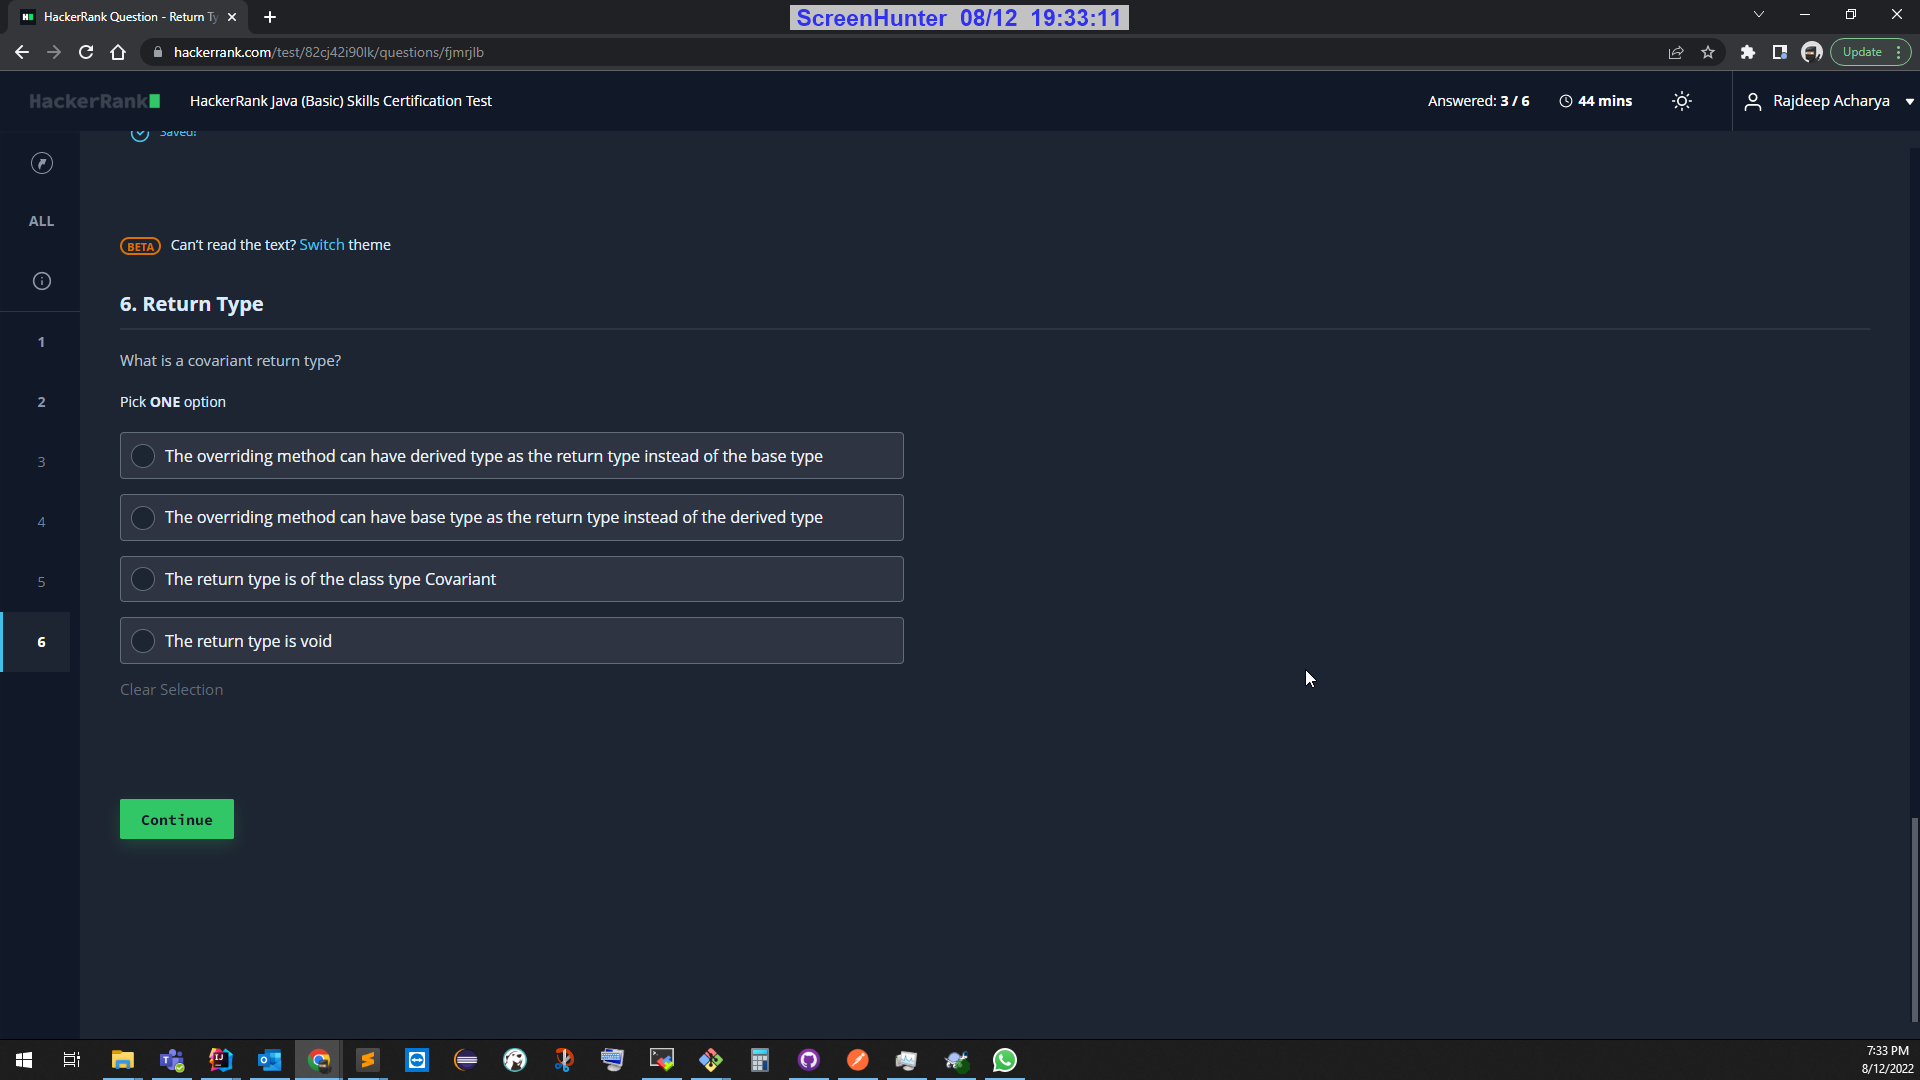 HackerRank Question - Return Ty
ScreenHunter 08/12 19:33:11
hackerrank.com/test/82cj42i90lk/questions/fjmrjlb
Update
HackerRank
HackerRank Java (Basic) Skills Certification Test
Answered: 3 / 6
44 mins
Rajdeep Acharya
Saved!
ALL
BETA Can't read the text? Switch theme
6. Return Type
1
What is a covariant return type?
2
Pick ONE option
The overriding method can have derived type as the return type instead of the base type
3
The overriding method can have base type as the return type instead of the derived type
4
The return type is of the class type Covariant
5
The return type is void
6
Clear Selection
Continue
7:33 PM
8/12/2022